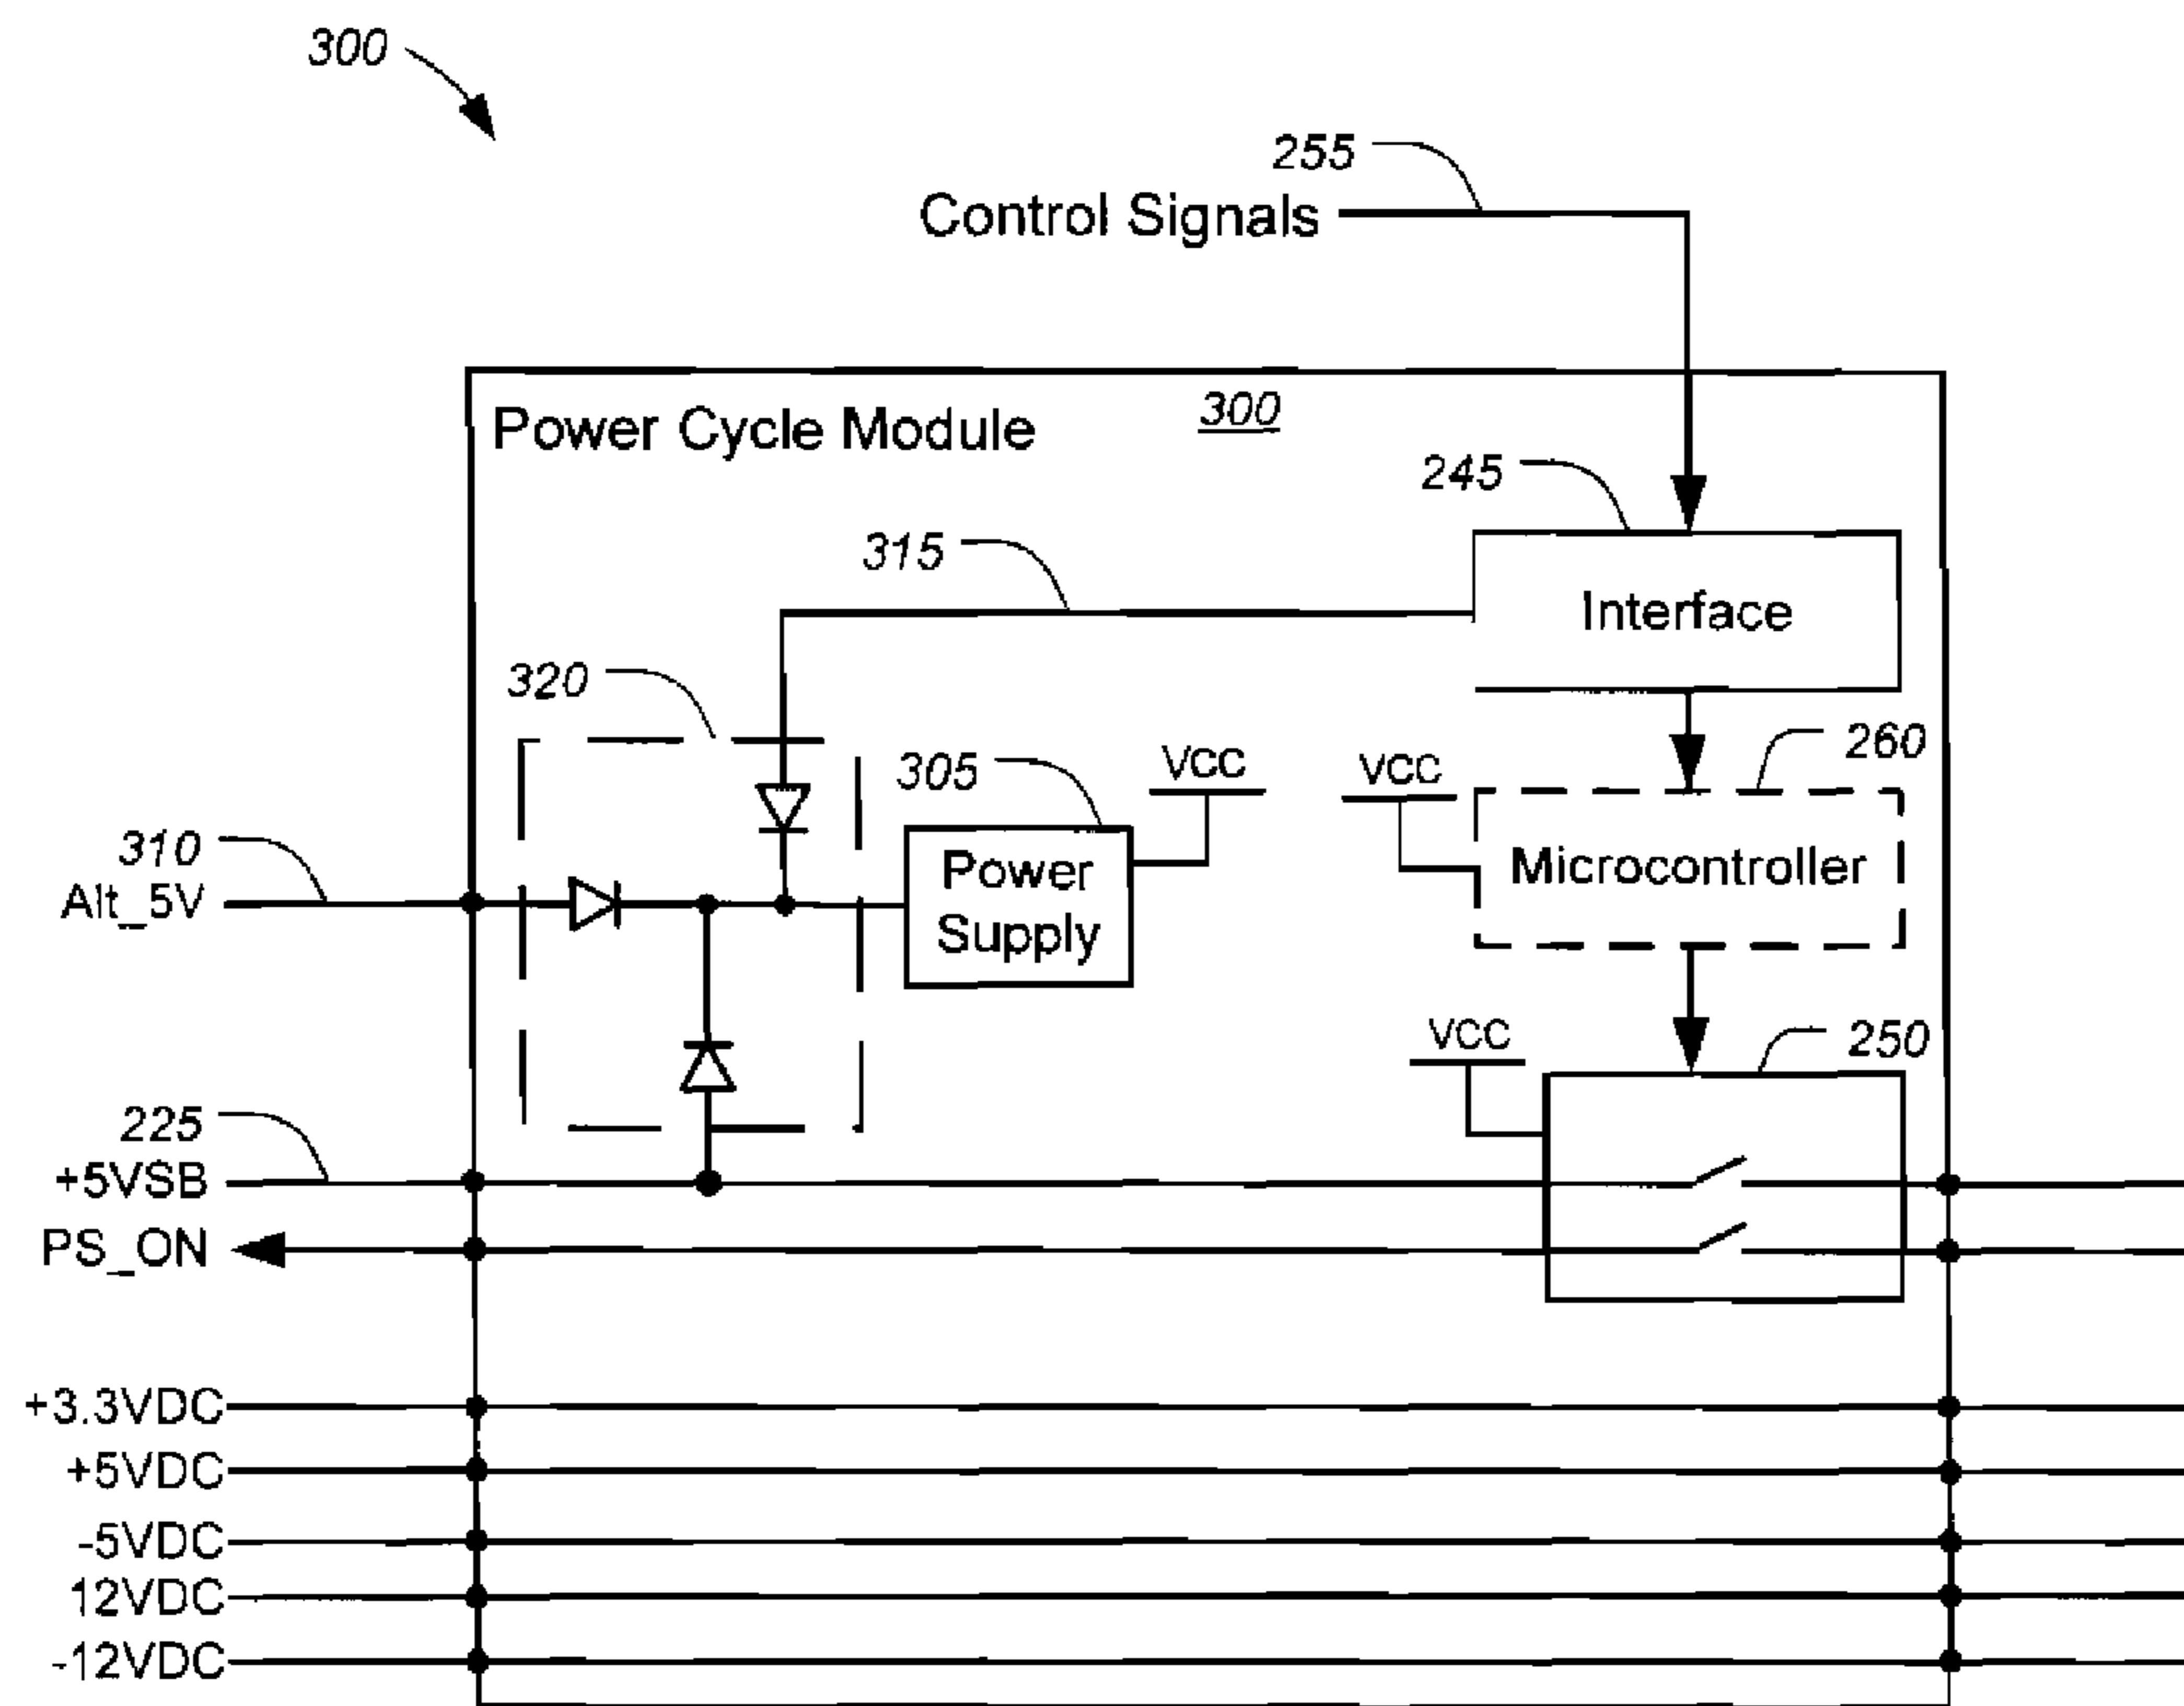 300
255
Control Signals
Power Cycle Module 300
245
315
Interface
320
260
305
VCC
VCC
310
Power
Supply
Microcontroller
Alt_5V
VCC
250
225
+5VSB
PS_ON
+3.3VDC
+5VDC
-5VDC
12VDC
-12VDC